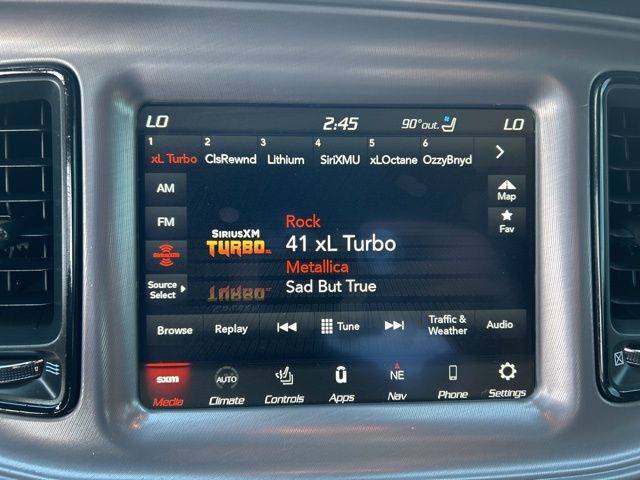 LO 2:45 90°out. LO
1 2 3 4 5 6
xL Turbo ClsRewnd Lithium SiriXMU xLOctane OzzyBnyd
AM
FM
SIRIUSXM
Source
Select
SIRIUSXM
TURBO XL
Rock
41 xL Turbo
Metallica
Sad But True
Map
Fav
Browse Replay Tune Traffic &
Weather Audio
sxm AUTO NE
Media Climate Controls Apps Nav Phone Settings